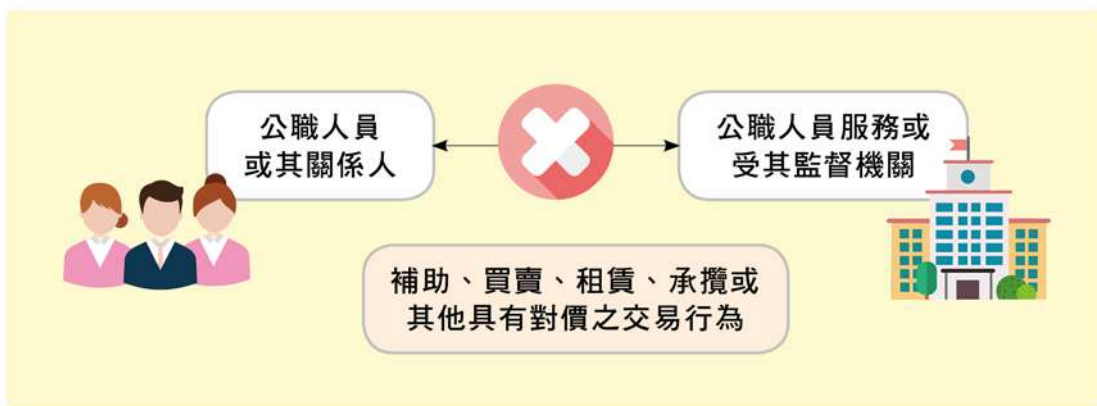 公職人員
或其關係人
公職人員服務或
受其監督機關
補助、買賣、租賃、承攬或
其他具有對價之交易行為